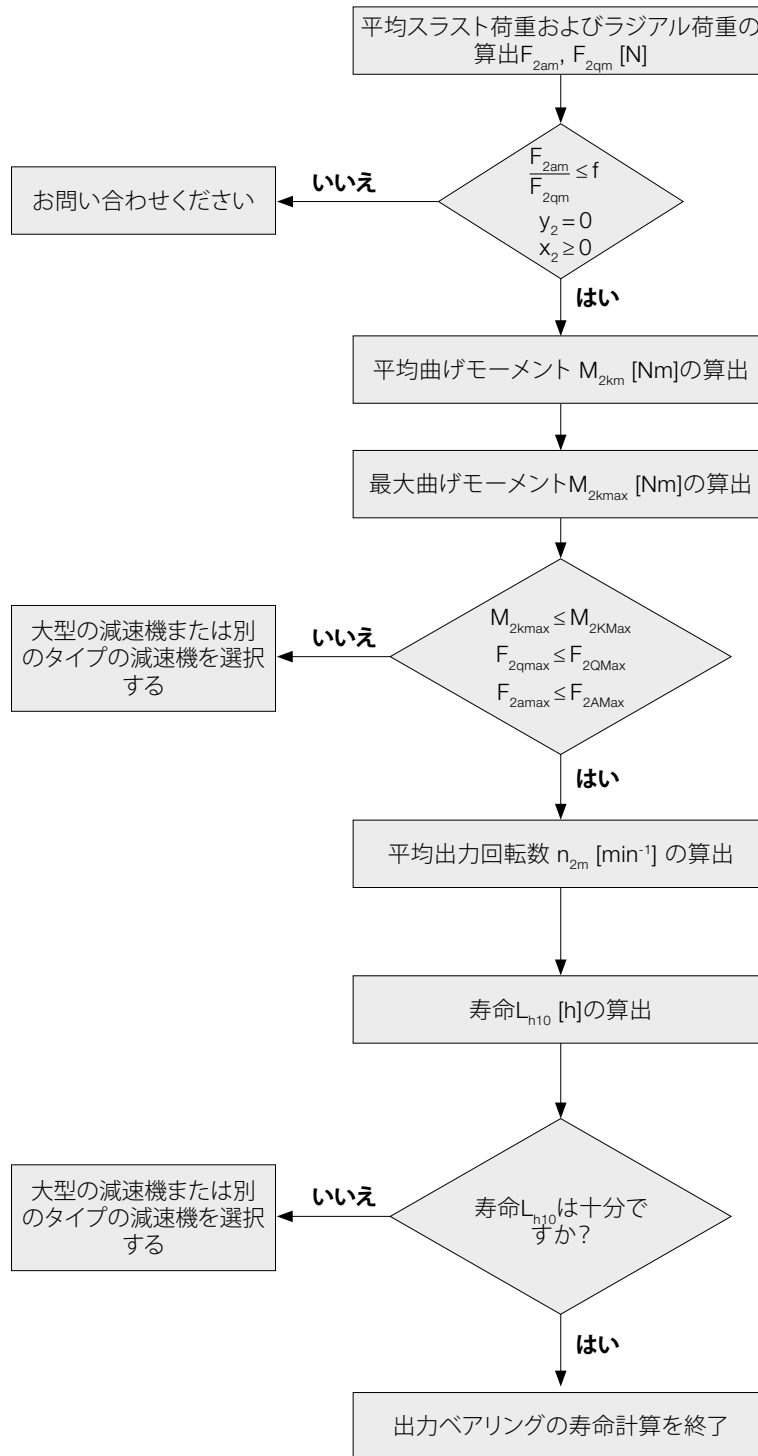 平均スラスト荷重およびラジアル荷重の
算出F2am, F2qm [N]
F2am
F2qm
≤ f
y2 = 0
x2 ≥ 0
いいえ
お問い合わせください
はい
平均曲げモーメント M2km [Nm]の算出
最大曲げモーメントM2kmax [Nm]の算出
M2kmax ≤ M2KMax
F2qmax ≤ F2QMax
F2amax ≤ F2AMax
いいえ
大型の減速機または別
のタイプの減速機を選択
する
はい
平均出力回転数 n2m [min-1] の算出
寿命Lh10 [h]の算出
寿命Lh10は十分で
すか?
いいえ
大型の減速機または別
のタイプの減速機を選択
する
はい
出力ベアリングの寿命計算を終了